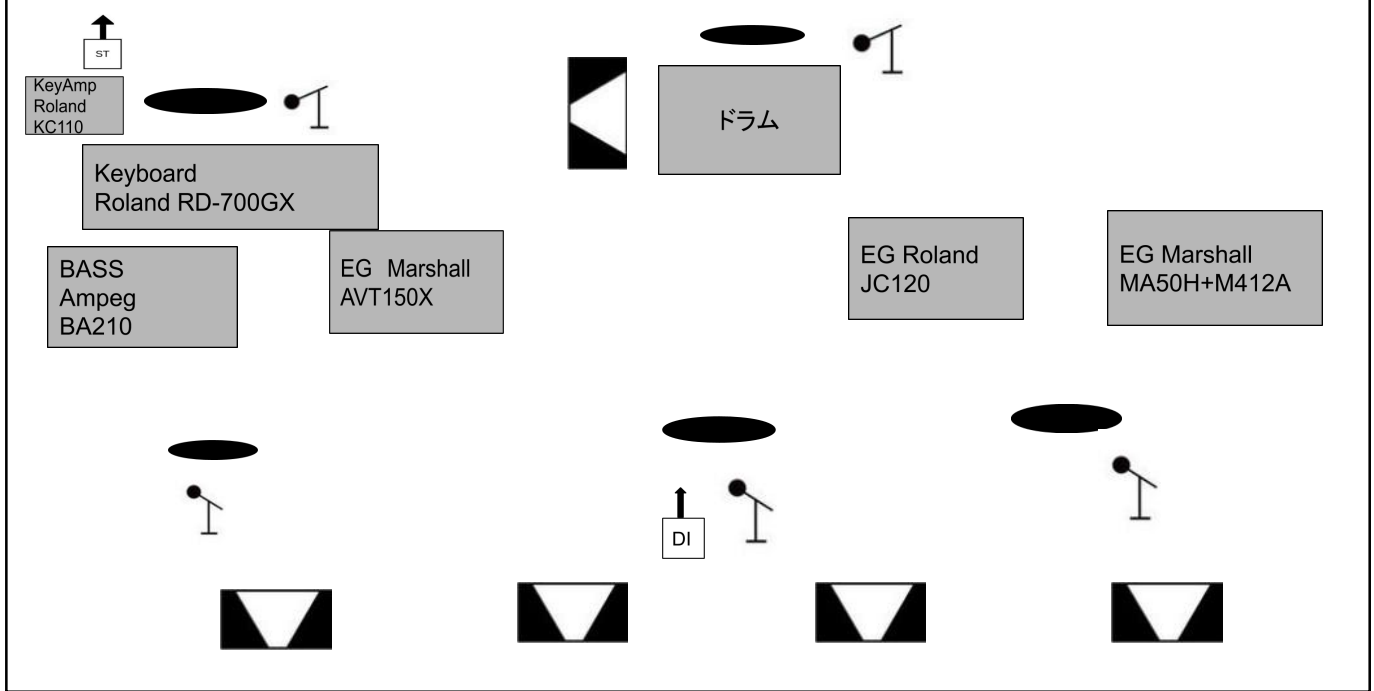 ST
KeyAmp
Roland
KC110
ドラム
Keyboard
Roland RD-700GX
BASS
Ampeg
BA210
EG Marshall
AVT150X
EG Roland
JC120
EG Marshall
MA50H+M412A
DI